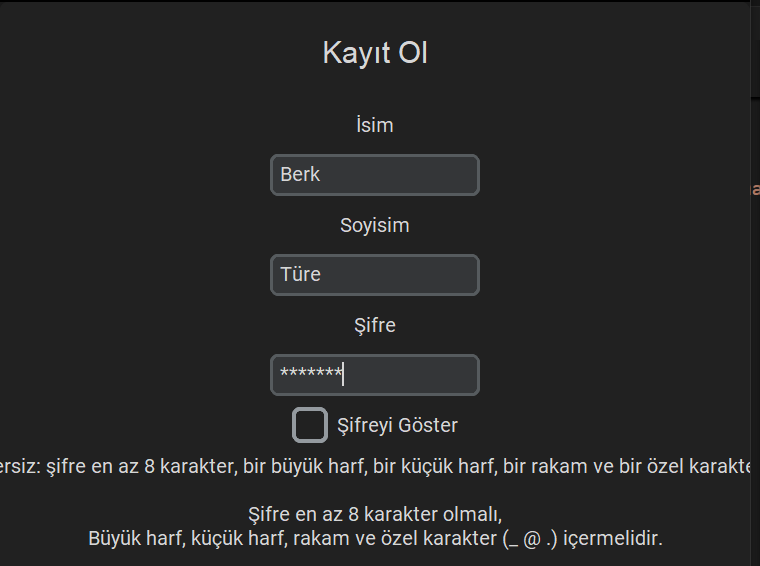 Kayıt Ol
İsim
Berk
Soyisim
Türe
Şifre
*******
Şifreyi Göster
şifre en az 8 karakter, bir büyük harf, bir küçük harf, bir rakam ve bir özel
Şifre en az 8 karakter olmalı,
Büyük harf, küçük harf, rakam ve özel karakter (_ @ .) içermelidir.